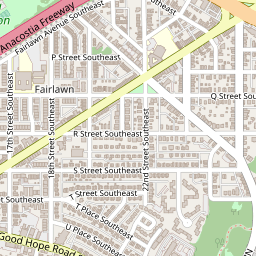 Anacostia Freeway
Fairlawn Avenue Southeast
P Street Southeast
Fairlawn
Q Street Southeast
17th Street Southeast
18th Street Southeast
R Street Southeast
22nd Street Southeast
S Street Southeast
T Street Southeast
T Place Southeast
U Place Southeast
Good Hope Road